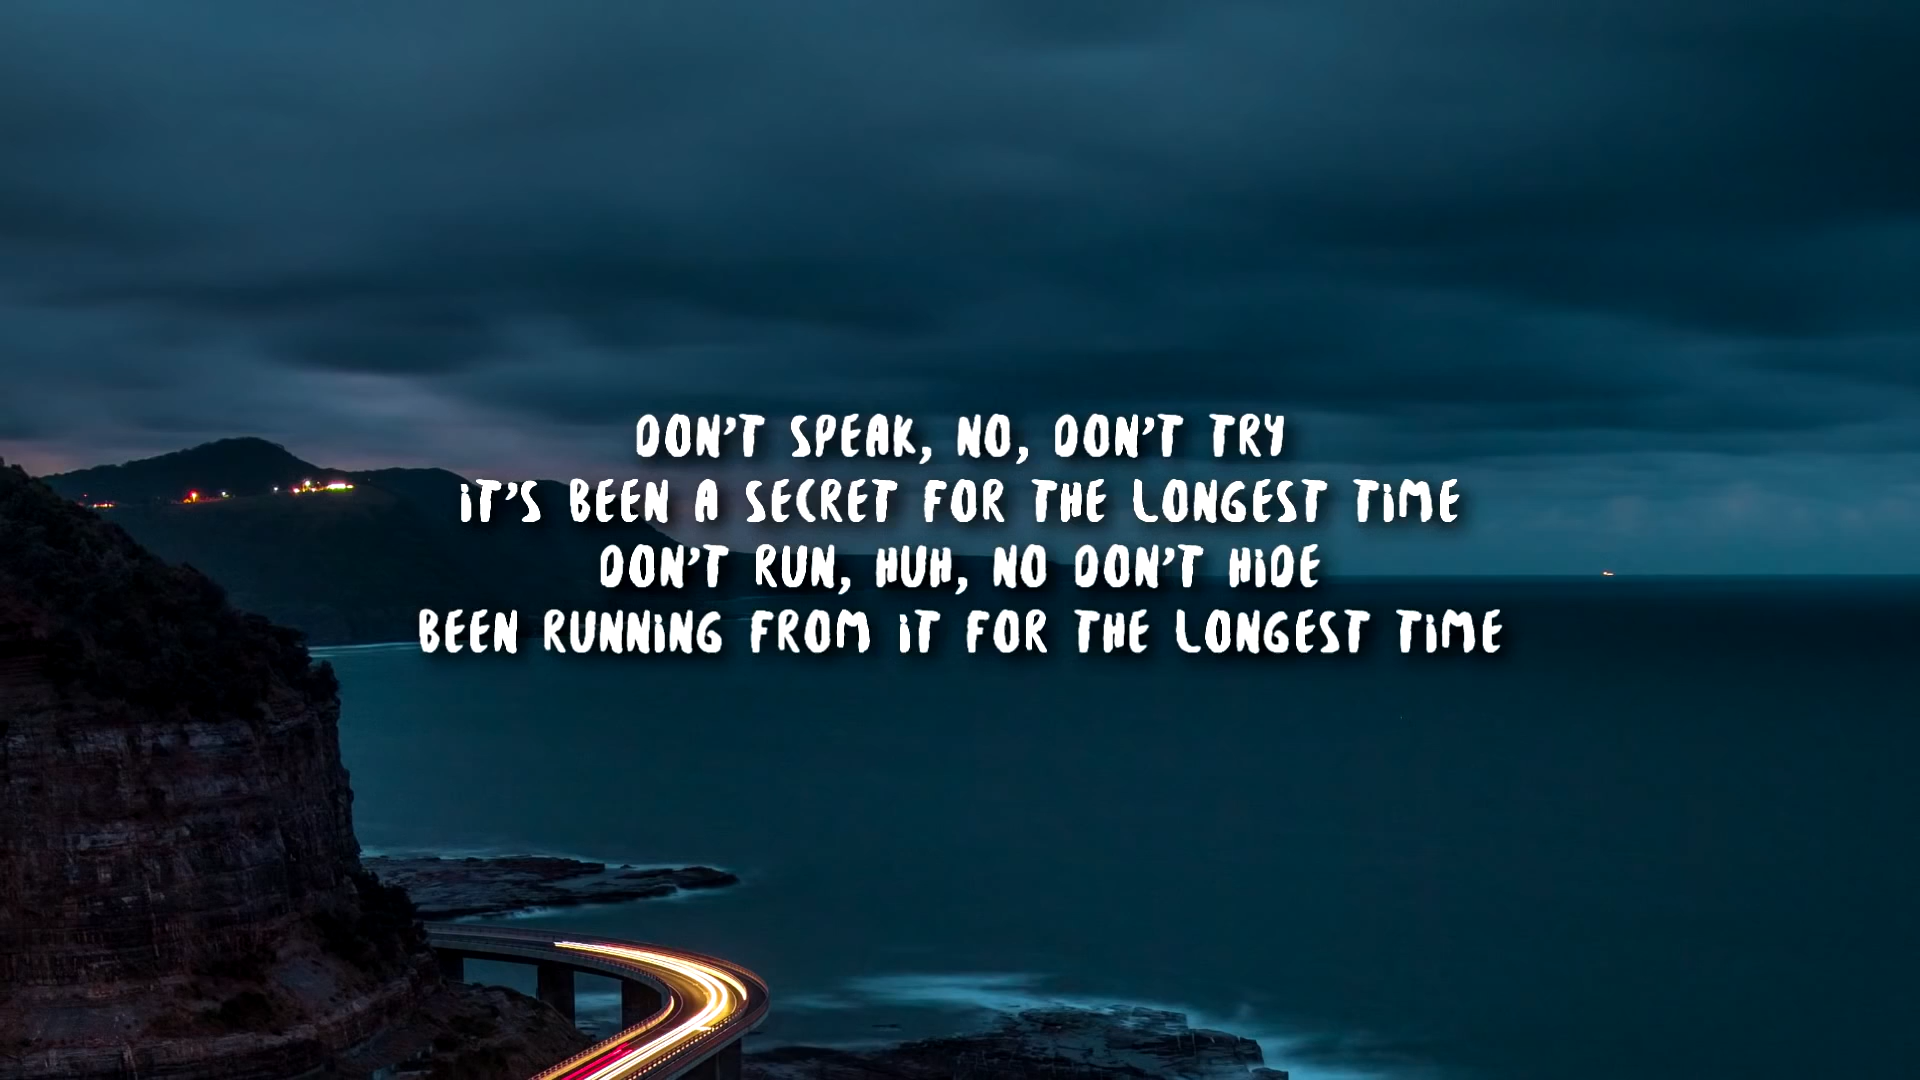 DON'T SPEAK, NO, DON'T TRY
iT'S BEEN A SECRET FOR THE LONGEST TiME
DON'T RUN, HUH, NO DON'T HiDE
BEEN RUNNiNG FROM iT FOR THE LONGEST TiME